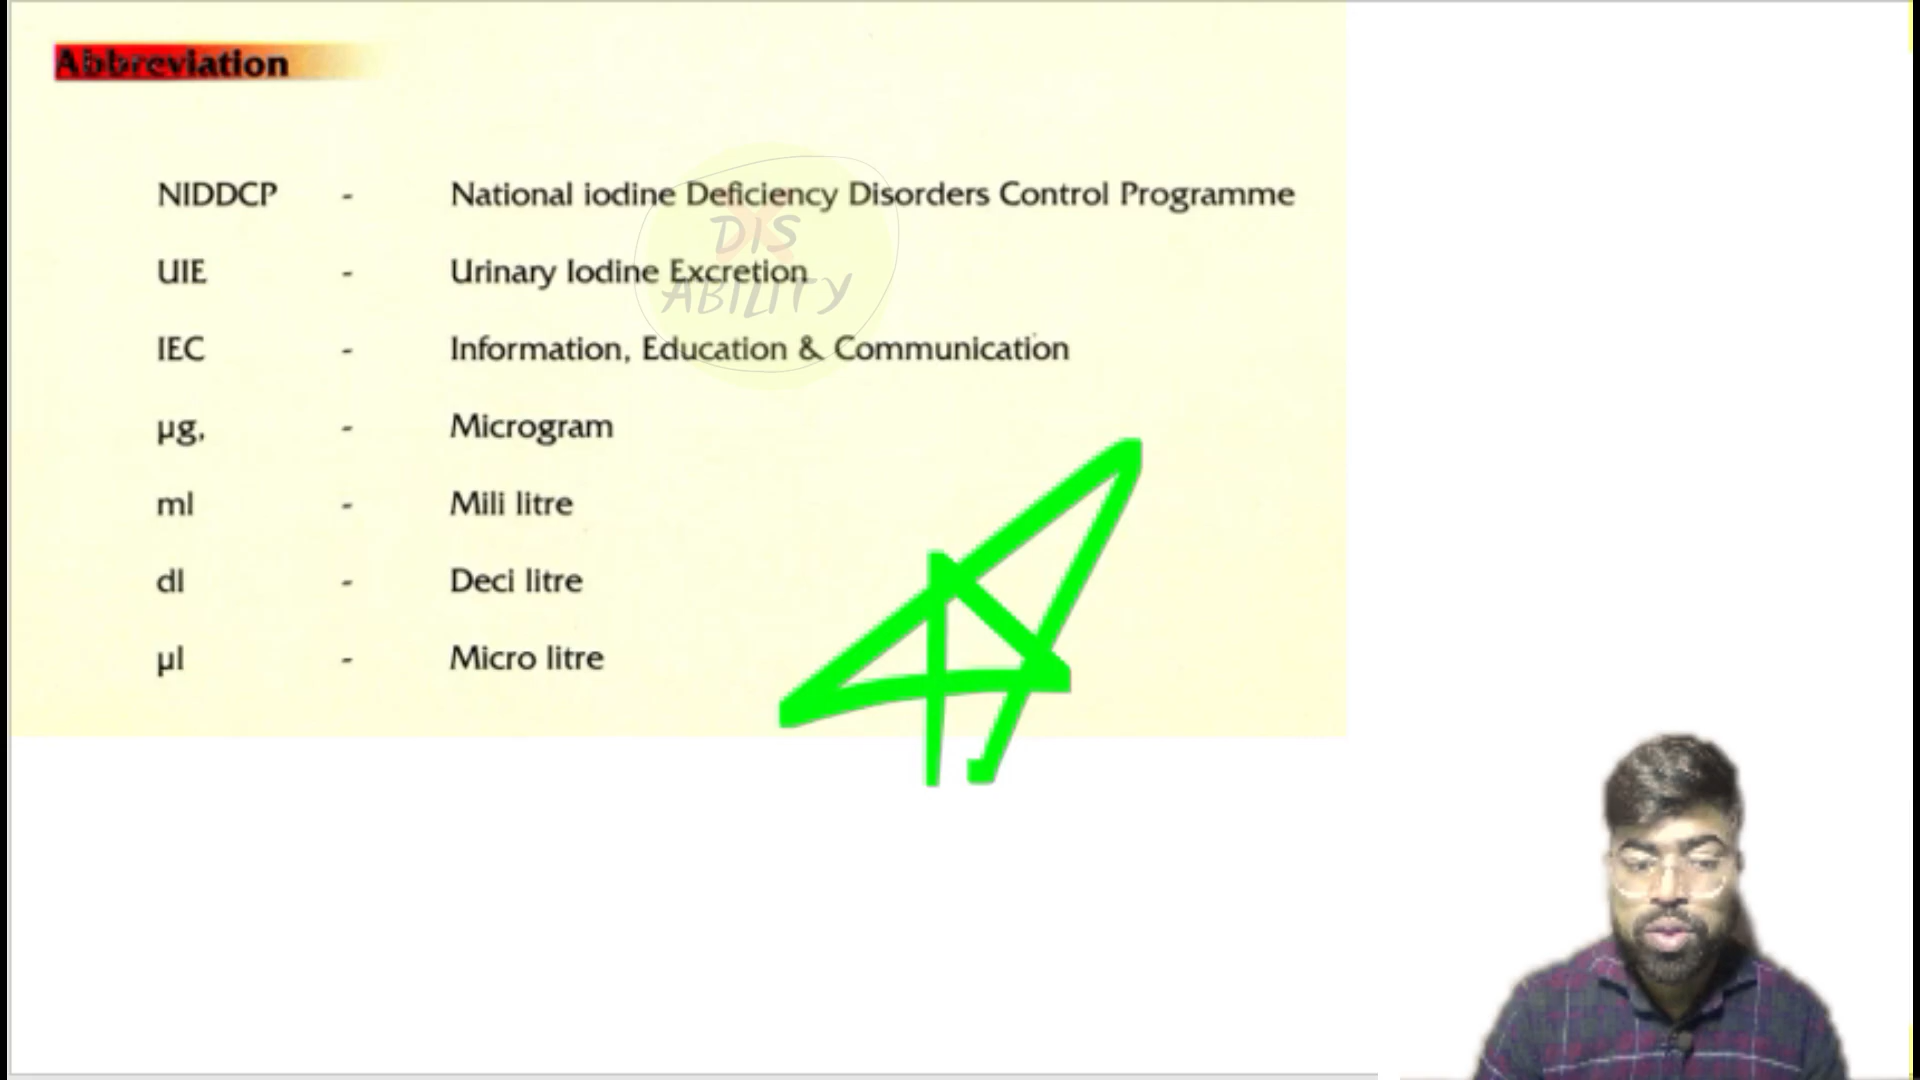 Abbreviation
NIDDCP - National iodine Deficiency Disorders Control Programme
UIE - Urinary Iodine Excretion
IEC - Information, Education & Communication
µg, - Microgram
ml - Mili litre
dl - Deci litre
µl - Micro litre
DIS
ABILITY